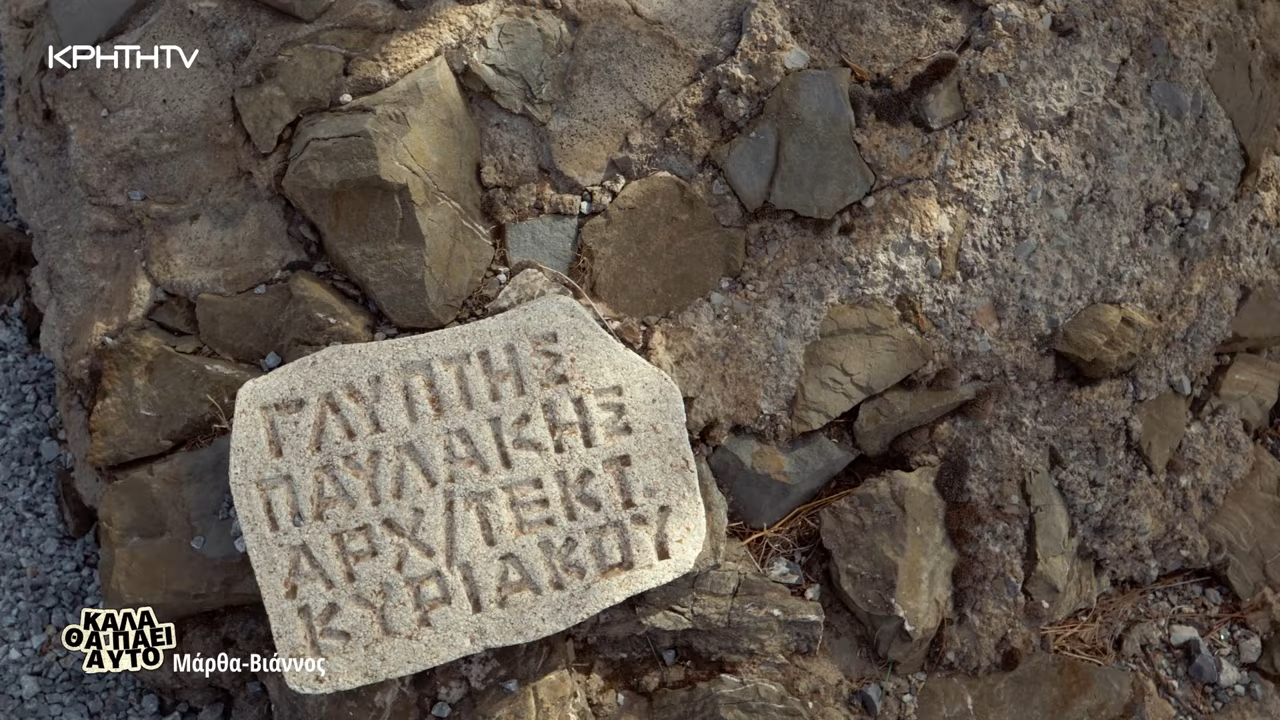 ΚΡΗΤΗTV
ΓΛΥΠΤΗΣ
ΠΑΥΛΑΚΗΣ
ΑΡΧ/ΤΕΚΤ.
ΚΥΡΙΑΚΟΥ
ΚΑΛΑ
ΘΑ ΠΑΕΙ
ΑΥΤΟ
Μάρθα-Βιάννος